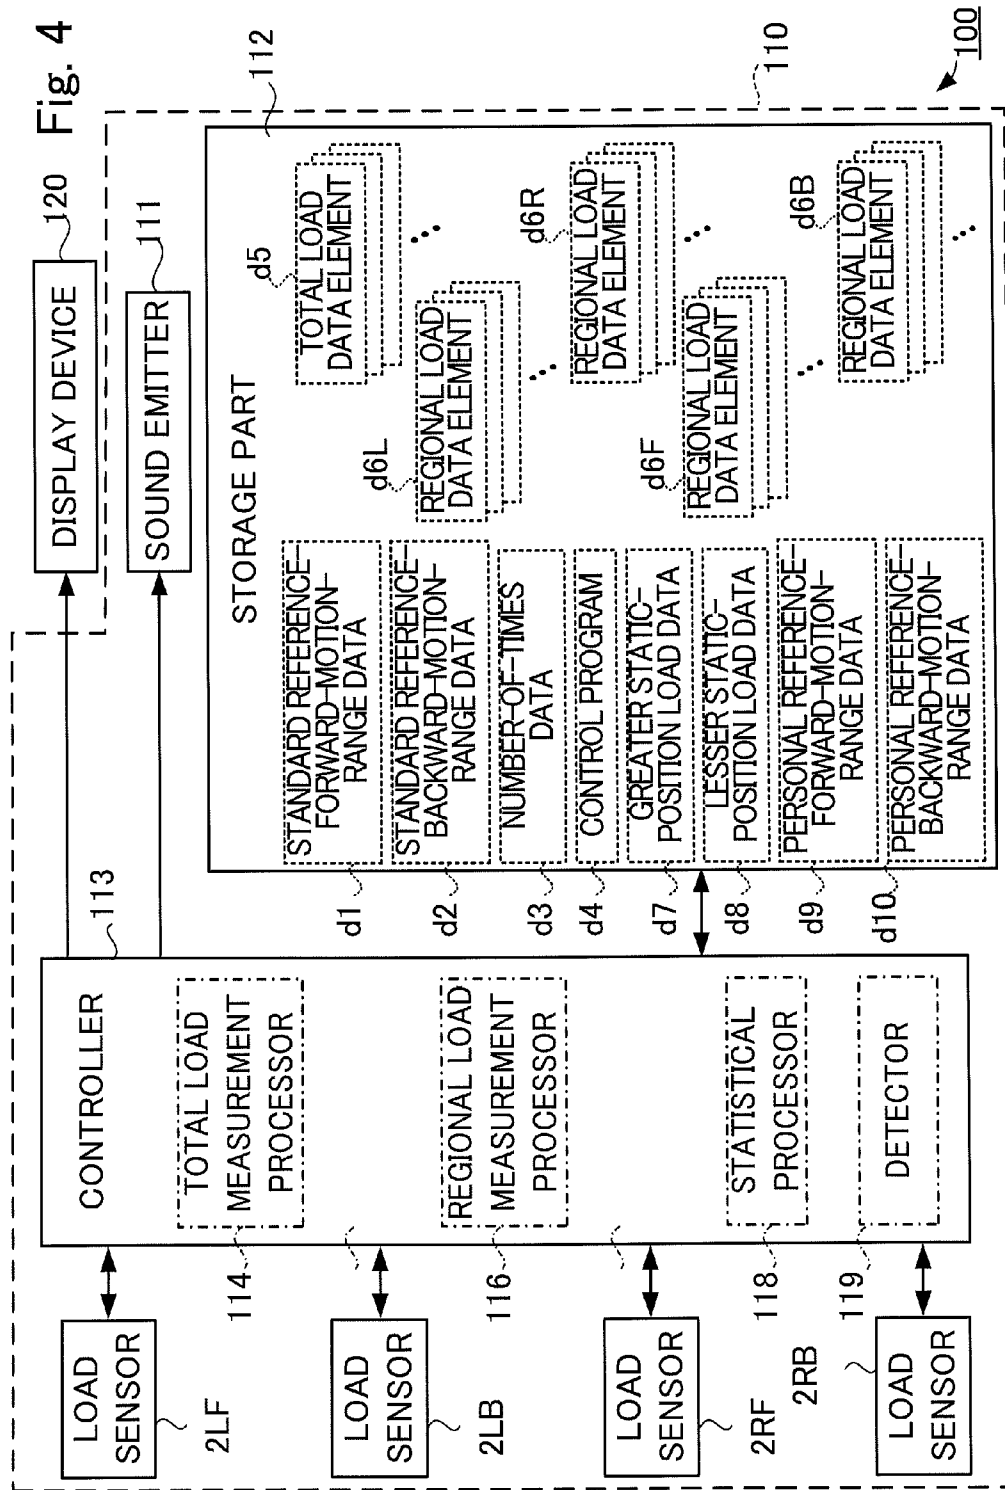 Fig. 4
100
110
DISPLAY DEVICE
120
SOUND EMITTER
111
CONTROLLER
113
TOTAL LOAD
MEASUREMENT
PROCESSOR
114
REGIONAL LOAD
MEASUREMENT
PROCESSOR
116
STATISTICAL
PROCESSOR
118
DETECTOR
119
LOAD
SENSOR
2LF
LOAD
SENSOR
2LB
LOAD
SENSOR
2RF
LOAD
SENSOR
2RB
STORAGE PART
112
STANDARD REFERENCE–
FORWARD–MOTION–
RANGE DATA
d1
STANDARD REFERENCE–
BACKWARD–MOTION–
RANGE DATA
d2
NUMBER–OF–TIMES
DATA
d3
CONTROL PROGRAM
d4
GREATER STATIC–
POSITION LOAD DATA
d7
LESSER STATIC–
POSITION LOAD DATA
d8
PERSONAL REFERENCE–
FORWARD–MOTION–
RANGE DATA
d9
PERSONAL REFERENCE–
BACKWARD–MOTION–
RANGE DATA
d10
d5
TOTAL LOAD
DATA ELEMENT
d6L
REGIONAL LOAD
DATA ELEMENT
d6R
REGIONAL LOAD
DATA ELEMENT
d6F
REGIONAL LOAD
DATA ELEMENT
d6B
REGIONAL LOAD
DATA ELEMENT